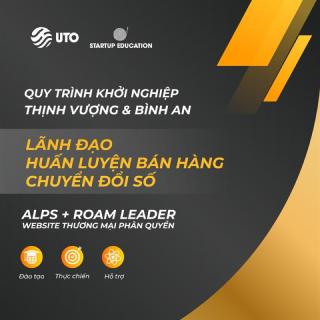 UTO
STARTUP EDUCATION
QUY TRÌNH KHỞI NGHIỆP
THỊNH VƯỢNG & BÌNH AN
LÃNH ĐẠO
HUẤN LUYỆN BÁN HÀNG
CHUYỂN ĐỔI SỐ
ALPS + ROAM LEADER
WEBSITE THƯƠNG MẠI PHÂN QUYỀN
Đào tạo
Thực chiến
Hỗ trợ